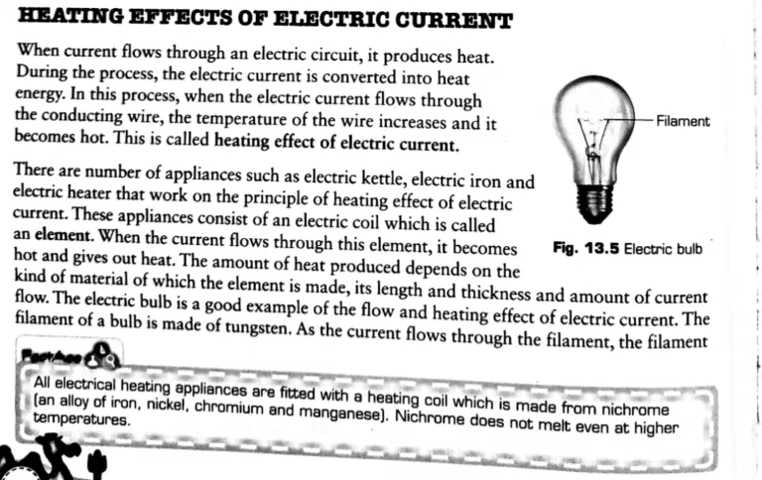 HEATING EFFECTS OF ELECTRIC CURRENT
When current flows through an electric circuit, it produces heat.
During the process, the electric current is converted into heat
energy. In this process, when the electric current flows through
the conducting wire, the temperature of the wire increases and it
becomes hot. This is called heating effect of electric current.
Filament
There are number of appliances such as electric kettle, electric iron and
electric heater that work on the principle of heating effect of electric
current. These appliances consist of an electric coil which is called
an element. When the current flows through this element, it becomes
Fig. 13.5 Electric bulb
hot and gives out heat. The amount of heat produced depends on the
kind of material of which the element is made, its length and thickness and amount of current
flow. The electric bulb is a good example of the flow and heating effect of electric current. The
filament of a bulb is made of tungsten. As the current flows through the filament, the filament
All electrical heating appliances are fitted with a heating coil which is made from nichrome
(an alloy of iron, nickel, chromium and manganese). Nichrome does not melt even at higher
temperatures.